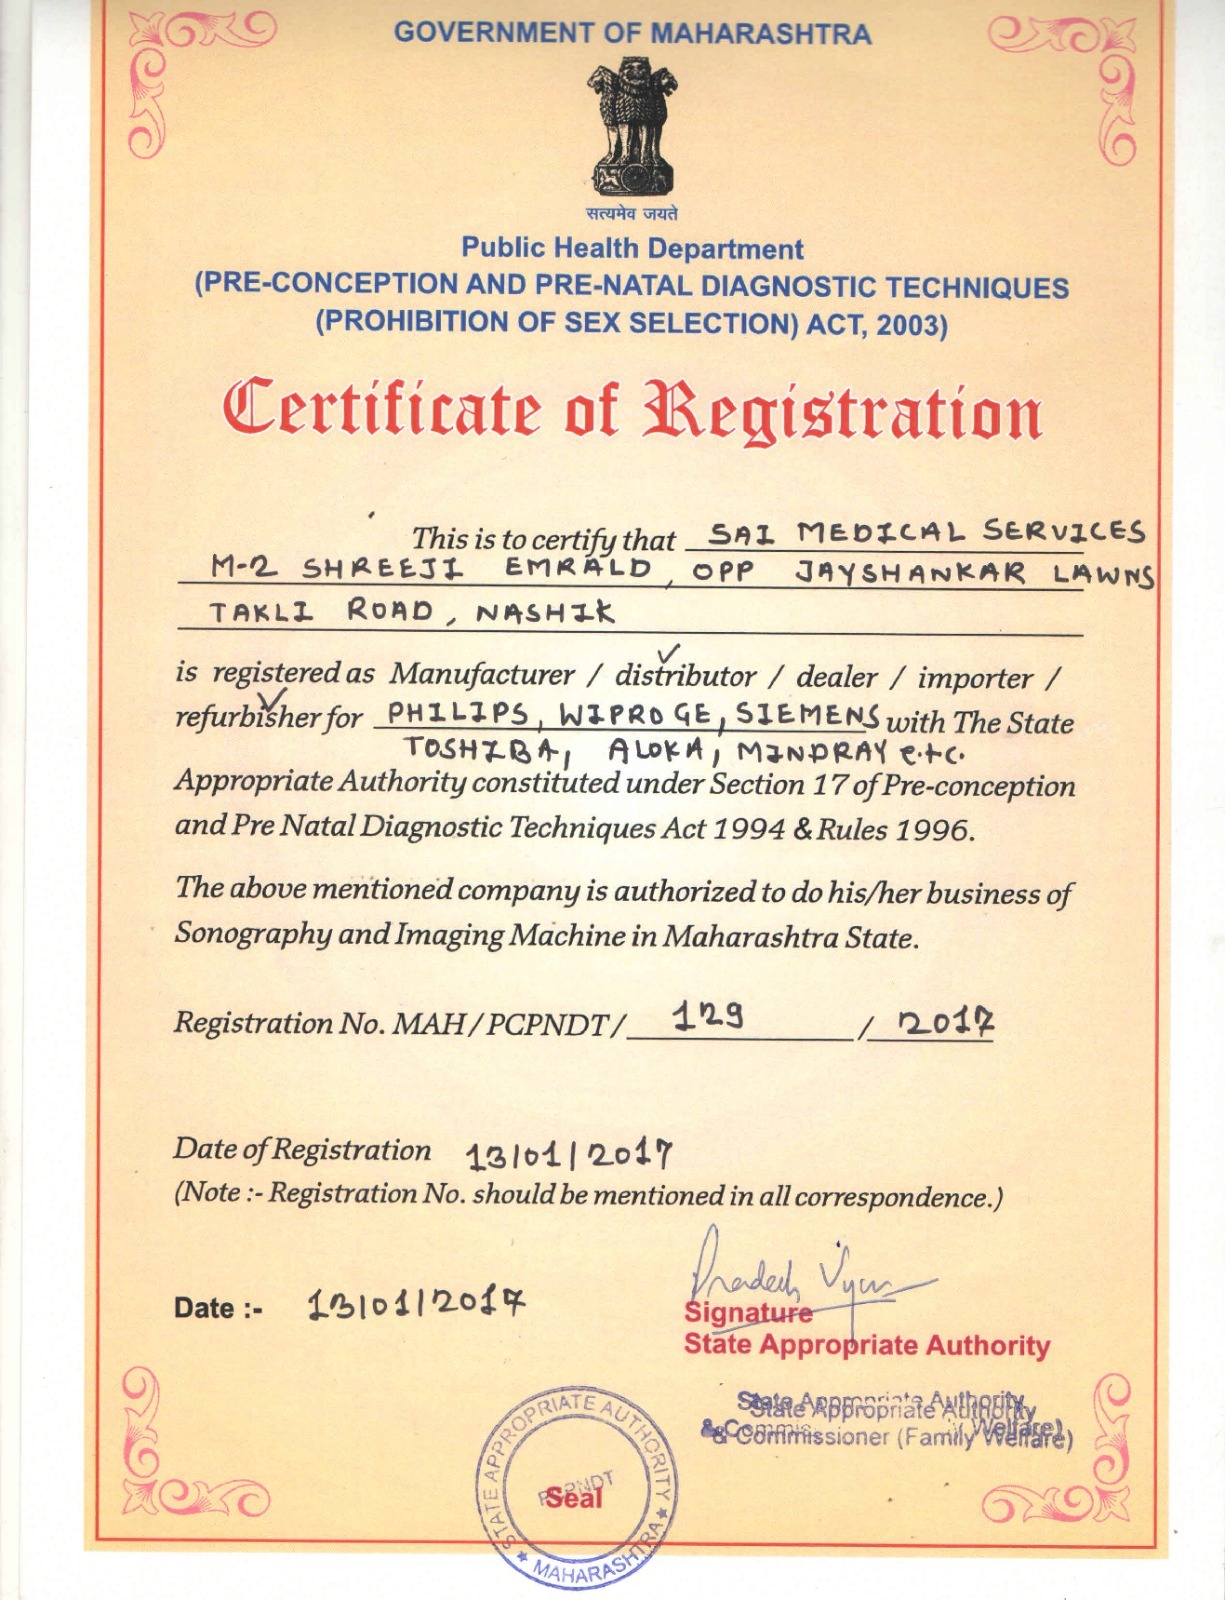 GOVERNMENT OF MAHARASHTRA
सत्यमेव जयते
Public Health Department
(PRE-CONCEPTION AND PRE-NATAL DIAGNOSTIC TECHNIQUES
(PROHIBITION OF SEX SELECTION) ACT, 2003)
Certificate of Registration
This is to certify that SAI MEDICAL SERVICES
M-2 SHREEJI EMRALD, OPP JAYSHANKAR LAWNS
TAKLI ROAD, NASHIK
is registered as Manufacturer / distributor / dealer / importer /
refurbisher for PHILIPS, WIPRO GE, SIEMENS with The State
TOSHIBA, ALOKA, MINDRAY e.t.c.
Appropriate Authority constituted under Section 17 of Pre-conception
and Pre Natal Diagnostic Techniques Act 1994 & Rules 1996.
The above mentioned company is authorized to do his/her business of
Sonography and Imaging Machine in Maharashtra State.
Registration No. MAH/PCPNDT/ 129 / 2017
Date of Registration 13/01/2017
(Note :- Registration No. should be mentioned in all correspondence.)
Pradeep Vyas
Date :- 13/01/2017
Signature
State Appropriate Authority
State Appropriate Authority
& Commissioner (Family Welfare)
STATE APPROPRIATE AUTHORITY
PCPNDT
Seal
MAHARASHTRA